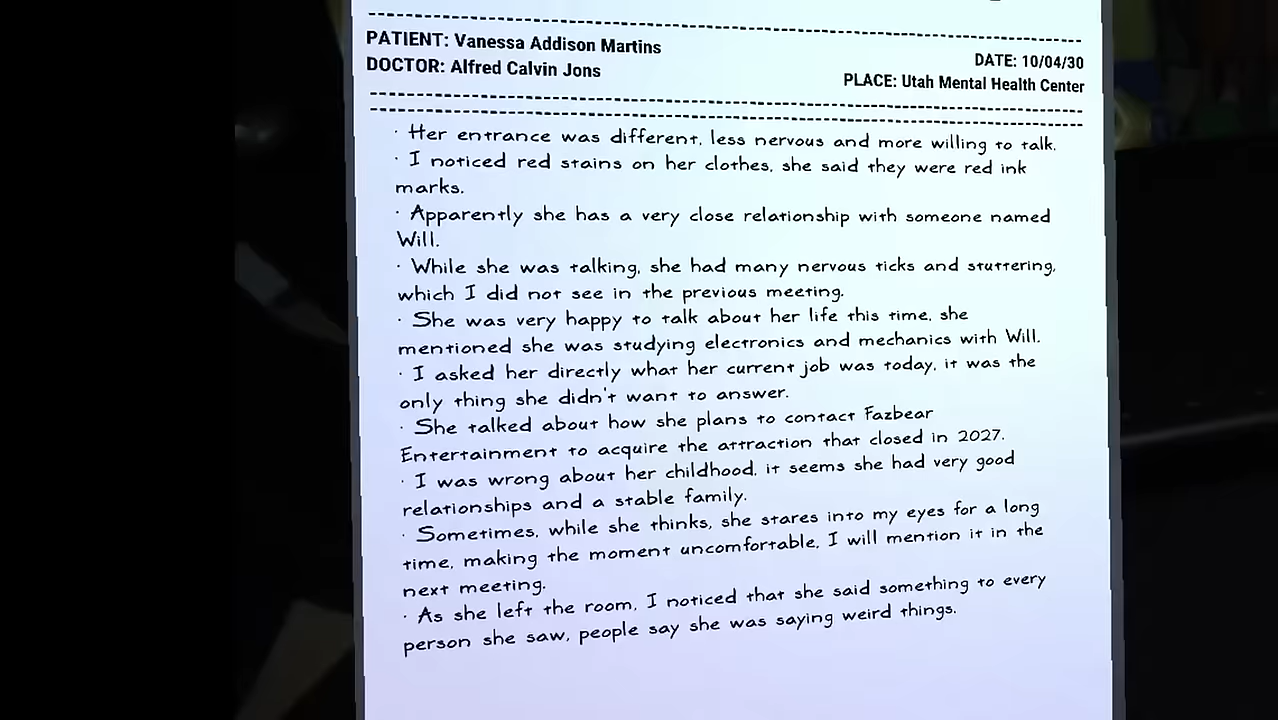 PATIENT: Vanessa Addison Martins
DOCTOR: Alfred Calvin Jons
DATE: 10/04/30
PLACE: Utah Mental Health Center
· Her entrance was different, less nervous and more willing to talk.
· I noticed red stains on her clothes, she said they were red ink
marks.
· Apparently she has a very close relationship with someone named
Will.
· While she was talking, she had many nervous ticks and stuttering,
which I did not see in the previous meeting.
· She was very happy to talk about her life this time, she
mentioned she was studying electronics and mechanics with Will.
· I asked her directly what her current job was today, it was the
only thing she didn't want to answer.
· She talked about how she plans to contact Fazbear
Entertainment to acquire the attraction that closed in 2027.
· I was wrong about her childhood, it seems she had very good
relationships and a stable family.
· Sometimes, while she thinks, she stares into my eyes for a long
time, making the moment uncomfortable, I will mention it in the
next meeting.
· As she left the room, I noticed that she said something to every
person she saw, people say she was saying weird things.